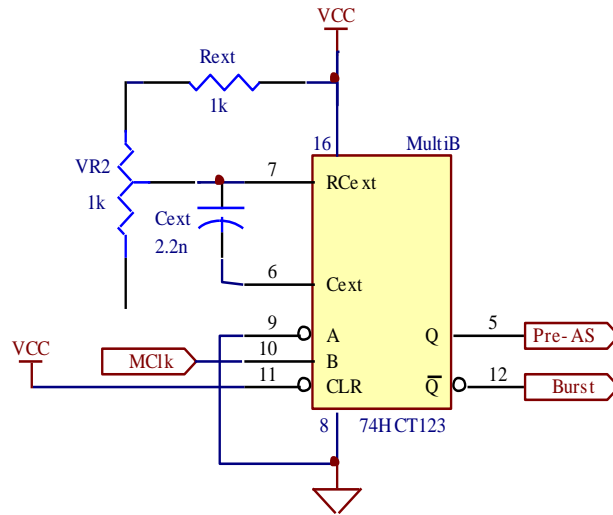 VCC
Rext
1k
16
MultiB
VR2
7
RCext
1k
Cext
2.2n
6
Cext
9
A
Q
5
Pre-AS
MClk
10
B
VCC
11
CLR
Q
12
Burst
8
74HCT123